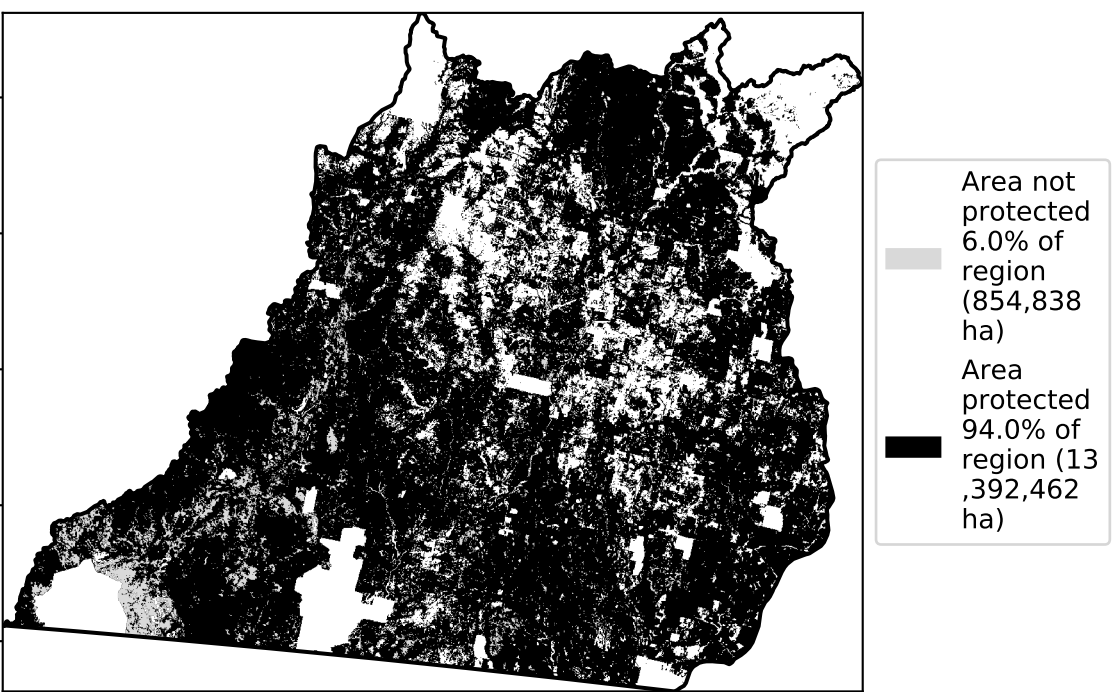 Area not
protected
6.0% of
region
(854,838
ha)
Area
protected
94.0% of
region (13
,392,462
ha)